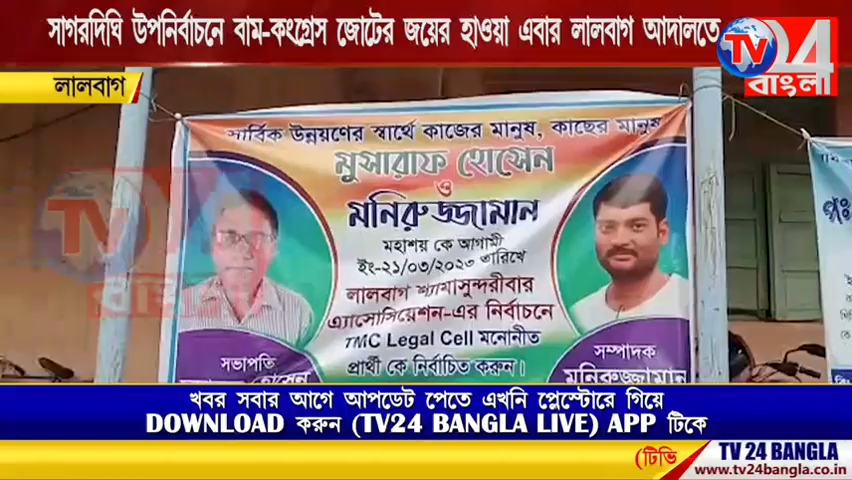 সাগরদিঘি উপনির্বাচনে বাম-কংগ্রেস জোটের জয়ের হাওয়া এবার লালবাগ আদালতে
TV 24
বাংলা
লালবাগ
সার্বিক উন্নয়ণের স্বার্থে কাজের মানুষ, কাছের মানুষ
মুসারাফ হোসেন
ও
মনিরুজ্জামান
মহাশয় কে আগামী
ইং-২১/০৩/২০২৩ তারিখে
লালবাগ শ্যামাসুন্দরীবার
এ্যাসোসিয়েশন-এর নির্বাচনে
TMC Legal Cell মনোনীত
প্রার্থী কে নির্বাচিত করুন।
সভাপতি
হোসেন
সম্পাদক
মনিরুজ্জামান
খবর সবার আগে আপডেট পেতে এখনি প্লেস্টোরে গিয়ে
DOWNLOAD করুন (TV24 BANGLA LIVE) APP টিকে
(টিভি
TV 24 BANGLA
www.tv24bangla.co.in